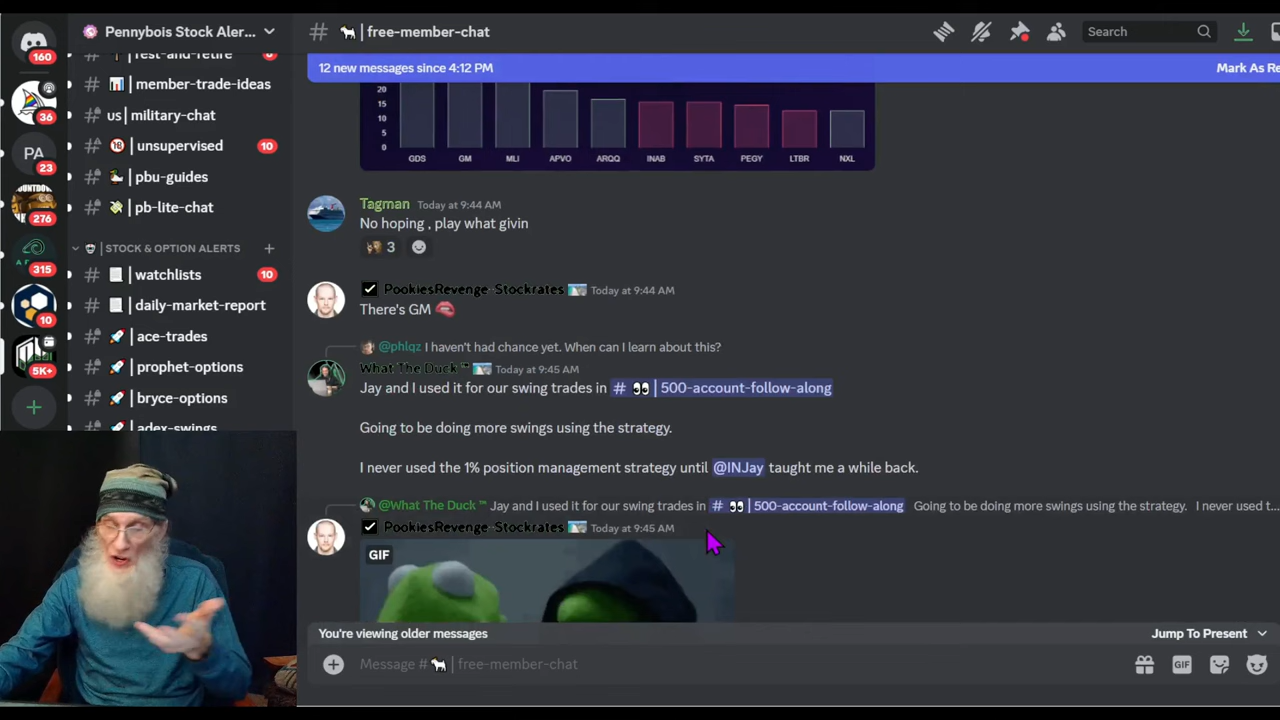 Pennybois Stock Aler...
free-member-chat
Search
160
12 new messages since 4:12 PM
Mark As Re
rest-and-retire
member-trade-ideas
36
us | military-chat
PA
23
unsupervised
10
pbu-guides
pb-lite-chat
276
STOCK & OPTION ALERTS
315
watchlists
10
daily-market-report
10
ace-trades
5K+
prophet-options
bryce-options
adex-swings
20
15
10
5
0
GDS GM MLI APVO ARQQ INAB SYTA PEGY LTBR NXL
Tagman Today at 9:44 AM
No hoping , play what givin
3
PookiesRevenge-Stockrates Today at 9:44 AM
There's GM
@phlqz I haven't had chance yet. When can I learn about this?
What The Duck ™ Today at 9:45 AM
Jay and I used it for our swing trades in # 👀 | 500-account-follow-along
Going to be doing more swings using the strategy.
I never used the 1% position management strategy until @INJay taught me a while back.
@What The Duck ™ Jay and I used it for our swing trades in # 👀 | 500-account-follow-along Going to be doing more swings using the strategy. I never used t...
PookiesRevenge-Stockrates Today at 9:45 AM
GIF
You're viewing older messages
Jump To Present
Message # | free-member-chat
GIF